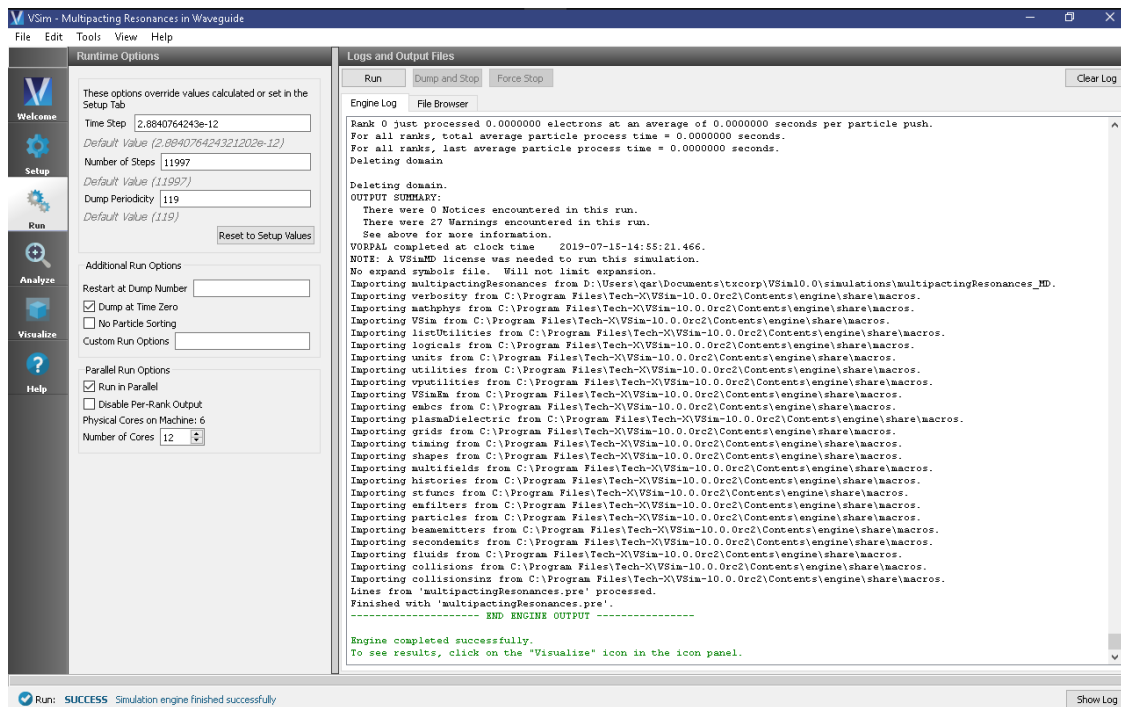 VSim - Multipacting Resonances in Waveguide
File Edit Tools View Help
Welcome
Setup
Run
Analyze
Visualize
Help
Runtime Options
These options override values calculated or set in the
Setup Tab
Time Step 2.8840764243e-12
Default Value (2.884076424321202e-12)
Number of Steps 11997
Default Value (11997)
Dump Periodicity 119
Default Value (119)
Reset to Setup Values
Additional Run Options
Restart at Dump Number
Dump at Time Zero
No Particle Sorting
Custom Run Options
Parallel Run Options
Run in Parallel
Disable Per-Rank Output
Physical Cores on Machine: 6
Number of Cores 12
Logs and Output Files
Run Dump and Stop Force Stop Clear Log
Engine Log File Browser
Rank 0 just processed 0.0000000 electrons at an average of 0.0000000 seconds per particle push.
For all ranks, total average particle process time = 0.0000000 seconds.
For all ranks, last average particle process time = 0.0000000 seconds.
Deleting domain
Deleting domain.
OUTPUT SUMMARY:
There were 0 Notices encountered in this run.
There were 27 Warnings encountered in this run.
See above for more information.
VORPAL completed at clock time 2019-07-15-14:55:21.466.
NOTE: A VSimMD license was needed to run this simulation.
No expand symbols file. Will not limit expansion.
Importing multipactingResonances from D:\Users\qar\Documents\txcorp\VSim10.0\simulations\multipactingResonances_MD.
Importing verbosity from C:\Program Files\Tech-X\VSim-10.0.0rc2\Contents\engine\share\macros.
Importing mathphys from C:\Program Files\Tech-X\VSim-10.0.0rc2\Contents\engine\share\macros.
Importing VSim from C:\Program Files\Tech-X\VSim-10.0.0rc2\Contents\engine\share\macros.
Importing listUtilities from C:\Program Files\Tech-X\VSim-10.0.0rc2\Contents\engine\share\macros.
Importing logicals from C:\Program Files\Tech-X\VSim-10.0.0rc2\Contents\engine\share\macros.
Importing units from C:\Program Files\Tech-X\VSim-10.0.0rc2\Contents\engine\share\macros.
Importing utilities from C:\Program Files\Tech-X\VSim-10.0.0rc2\Contents\engine\share\macros.
Importing vputilities from C:\Program Files\Tech-X\VSim-10.0.0rc2\Contents\engine\share\macros.
Importing VSimEm from C:\Program Files\Tech-X\VSim-10.0.0rc2\Contents\engine\share\macros.
Importing embcs from C:\Program Files\Tech-X\VSim-10.0.0rc2\Contents\engine\share\macros.
Importing plasmaDielectric from C:\Program Files\Tech-X\VSim-10.0.0rc2\Contents\engine\share\macros.
Importing grids from C:\Program Files\Tech-X\VSim-10.0.0rc2\Contents\engine\share\macros.
Importing timing from C:\Program Files\Tech-X\VSim-10.0.0rc2\Contents\engine\share\macros.
Importing shapes from C:\Program Files\Tech-X\VSim-10.0.0rc2\Contents\engine\share\macros.
Importing multifields from C:\Program Files\Tech-X\VSim-10.0.0rc2\Contents\engine\share\macros.
Importing histories from C:\Program Files\Tech-X\VSim-10.0.0rc2\Contents\engine\share\macros.
Importing stfuncs from C:\Program Files\Tech-X\VSim-10.0.0rc2\Contents\engine\share\macros.
Importing emfilters from C:\Program Files\Tech-X\VSim-10.0.0rc2\Contents\engine\share\macros.
Importing particles from C:\Program Files\Tech-X\VSim-10.0.0rc2\Contents\engine\share\macros.
Importing beamemitters from C:\Program Files\Tech-X\VSim-10.0.0rc2\Contents\engine\share\macros.
Importing secondemits from C:\Program Files\Tech-X\VSim-10.0.0rc2\Contents\engine\share\macros.
Importing fluids from C:\Program Files\Tech-X\VSim-10.0.0rc2\Contents\engine\share\macros.
Importing collisions from C:\Program Files\Tech-X\VSim-10.0.0rc2\Contents\engine\share\macros.
Importing collisionsinz from C:\Program Files\Tech-X\VSim-10.0.0rc2\Contents\engine\share\macros.
Lines from 'multipactingResonances.pre' processed.
Finished with 'multipactingResonances.pre'.
--------------------- END ENGINE OUTPUT ----------------
Engine completed successfully.
To see results, click on the "Visualize" icon in the icon panel.
Run: SUCCESS Simulation engine finished successfully
Show Log